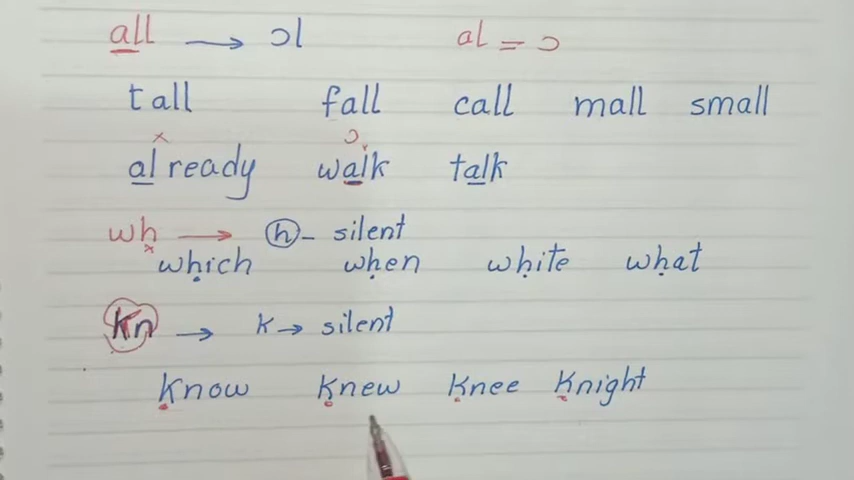 all → ɔl al = ɔ
tall fall call mall small
x ɔ
already walk talk
wh → h - silent
x
which when white what
Kn → K → silent
Know Knew Knee Knight